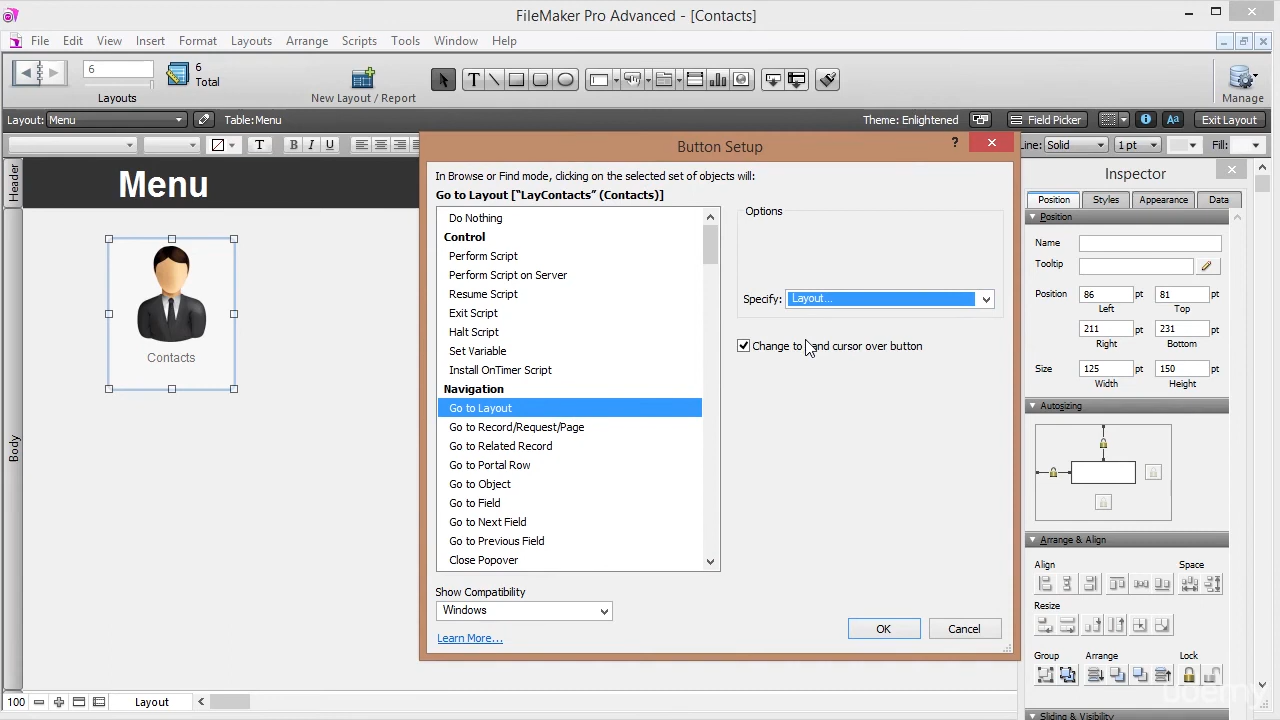 FileMaker Pro Advanced - [Contacts]
File Edit View Insert Format Layouts Arrange Scripts Tools Window Help
6
6
Total
Layouts
New Layout / Report
Manage
Layout: Menu
Table: Menu
Theme: Enlightened
Field Picker
Aa
Exit Layout
T B I U
Line: Solid 1 pt Fill:
Header
Menu
Contacts
Body
Button Setup
?
In Browse or Find mode, clicking on the selected set of objects will:
Go to Layout ["LayContacts" (Contacts)]
Do Nothing
Control
Perform Script
Perform Script on Server
Resume Script
Exit Script
Halt Script
Set Variable
Install OnTimer Script
Navigation
Go to Layout
Go to Record/Request/Page
Go to Related Record
Go to Portal Row
Go to Object
Go to Field
Go to Next Field
Go to Previous Field
Close Popover
Options
Specify: Layout...
Change to hand cursor over button
Show Compatibility
Windows
Learn More...
OK Cancel
Inspector
Position Styles Appearance Data
Position
Name
Tooltip
Position 86 pt 81 pt
Left Top
211 pt 231 pt
Right Bottom
Size 125 pt 150 pt
Width Height
Autosizing
Arrange & Align
Align Space
Resize
Group Arrange Lock
Sliding & Visibility
100
Layout
udemy